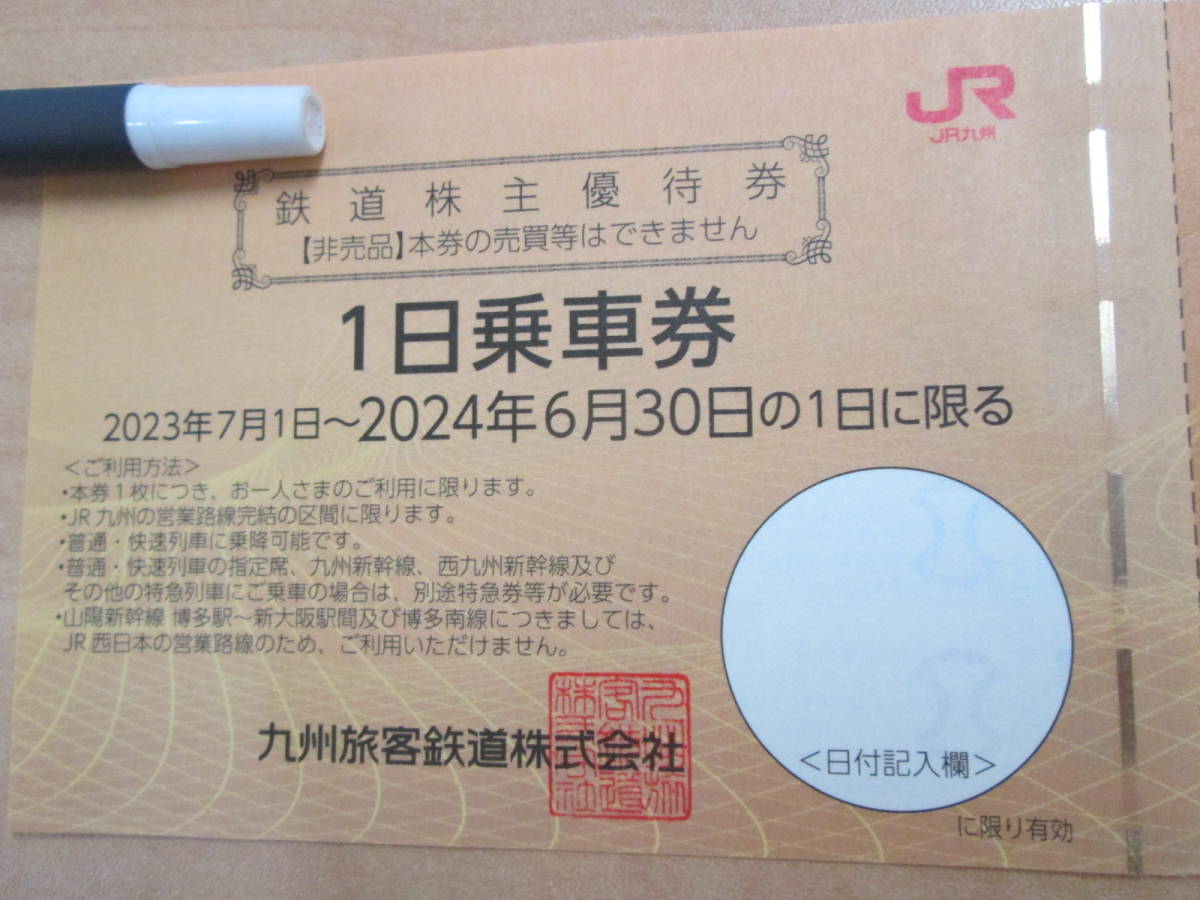 JR
JR九州
鉄道株主優待券
【非売品】本券の売買等はできません
1日乗車券
2023年7月1日～2024年6月30日の1日に限る
＜ご利用方法＞
・本券1枚につき、お一人さまのご利用に限ります。
・JR九州の営業路線完結の区間に限ります。
・普通・快速列車に乗降可能です。
・普通・快速列車の指定席、九州新幹線、西九州新幹線及び
その他の特急列車にご乗車の場合は、別途特急券等が必要です。
・山陽新幹線 博多駅～新大阪駅間及び博多南線につきましては、
JR西日本の営業路線のため、ご利用いただけません。
九州旅客鉄道株式会社
＜日付記入欄＞
に限り有効